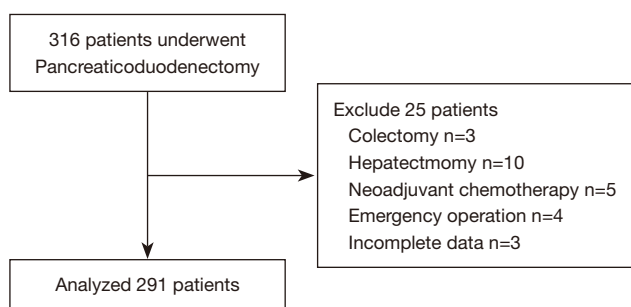 316 patients underwent
Pancreaticoduodenectomy
Exclude 25 patients
Colectomy n=3
Hepatectmomy n=10
Neoadjuvant chemotherapy n=5
Emergency operation n=4
Incomplete data n=3
Analyzed 291 patients